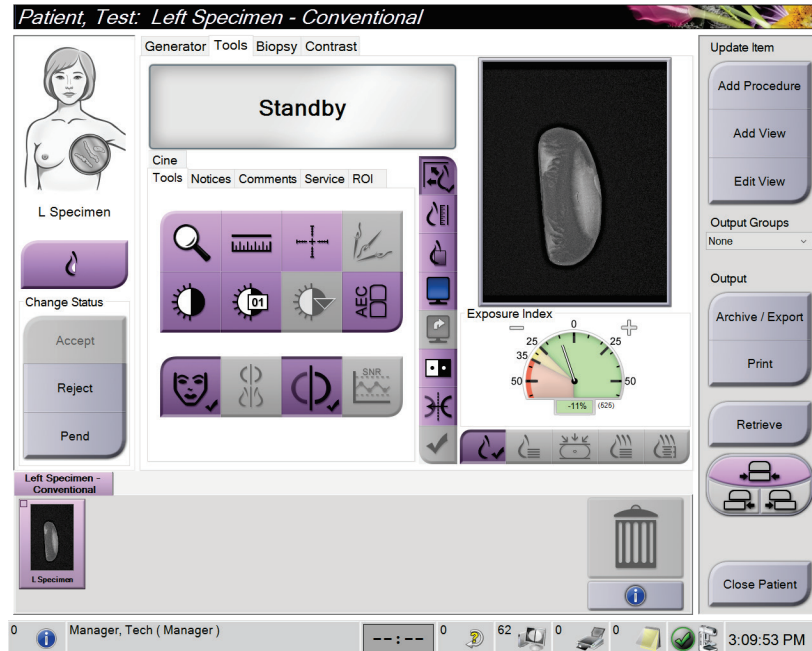 Patient, Test: Left Specimen - Conventional
Generator Tools Biopsy Contrast
Standby
Cine
Tools Notices Comments Service ROI
L Specimen
01
AEC
SNR
Change Status
Accept
Reject
Pend
Exposure Index
0
25 25
35
50 50
-11% (625)
Update Item
Add Procedure
Add View
Edit View
Output Groups
None
Output
Archive / Export
Print
Retrieve
Close Patient
Left Specimen -
Conventional
L Specimen
0 Manager, Tech ( Manager ) --:-- 0 62 0 0 3:09:53 PM